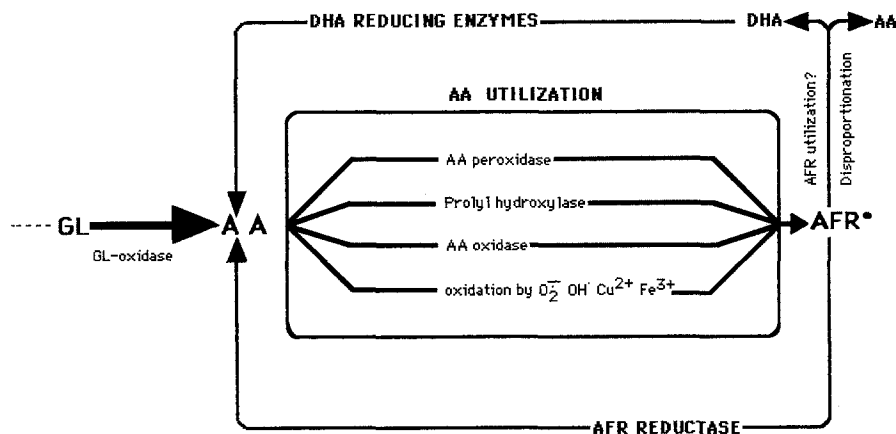 DHA REDUCING ENZYMES
DHA
AA
AA UTILIZATION
AFR utilization?
Disproportionation
AA peroxidase
Prolyl hydroxylase
GL
A A
AFR•
GL-oxidase
AA oxidase
oxidation by O₂⁻ OH· Cu²⁺ Fe³⁺
AFR REDUCTASE